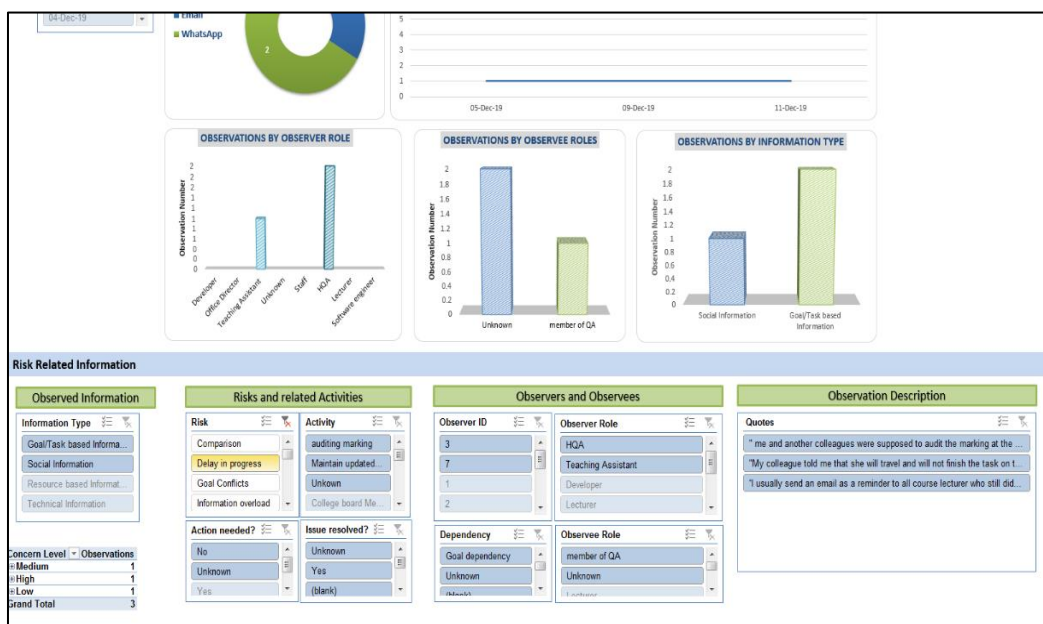 04-Dec-19
Email
WhatsApp
2
5
4
3
2
1
0
05-Dec-19 09-Dec-19 11-Dec-19
OBSERVATIONS BY OBSERVER ROLE
Observation Number
2
2
2
1
1
1
1
0
0
Developer
Office Director
Teaching Assistant
Unknown
Staff
HQA
Lecturer
Software engineer
OBSERVATIONS BY OBSERVEE ROLES
Observation Number
2
1.8
1.6
1.4
1.2
1
0.8
0.6
0.4
0.2
0
Unknown member of QA
OBSERVATIONS BY INFORMATION TYPE
Observation Number
2
1.8
1.6
1.4
1.2
1
0.8
0.6
0.4
0.2
0
Social Information Goal/Task based
Information
Risk Related Information
Observed Information
Information Type
Goal/Task based Informa...
Social Information
Resource based Informat...
Technical Information
Concern Level Observations
Medium 1
High 1
Low 1
Grand Total 3
Risks and related Activities
Risk
Comparison
Delay in progress
Goal Conflicts
Information overload
Activity
auditing marking
Maintain updated...
Unkown
College board Me...
Action needed?
No
Unknown
Yes
Issue resolved?
Unknown
Yes
(blank)
Observers and Observees
Observer ID
3
7
1
2
Observer Role
HQA
Teaching Assistant
Developer
Lecturer
Dependency
Goal dependency
Unknown
(blank)
Observee Role
member of QA
Unknown
Lecturer
Observation Description
Quotes
" me and another colleagues were supposed to audit the marking at the ...
"My colleague told me that she will travel and will not finish the task on t...
"I usually send an email as a reminder to all course lecturer who still did...